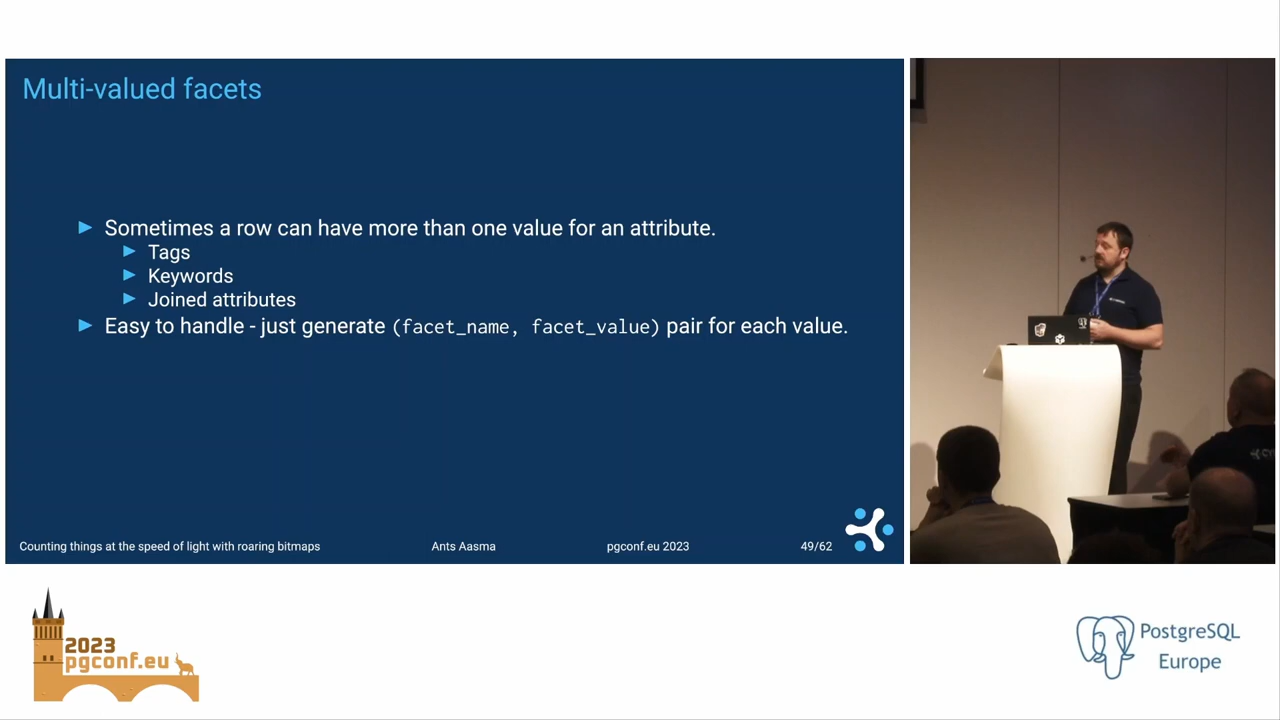 Multi-valued facets
Sometimes a row can have more than one value for an attribute.
Tags
Keywords
Joined attributes
Easy to handle - just generate (facet_name, facet_value) pair for each value.
Counting things at the speed of light with roaring bitmaps
Ants Aasma
pgconf.eu 2023
49/62
2023
pgconf.eu
PostgreSQL
Europe